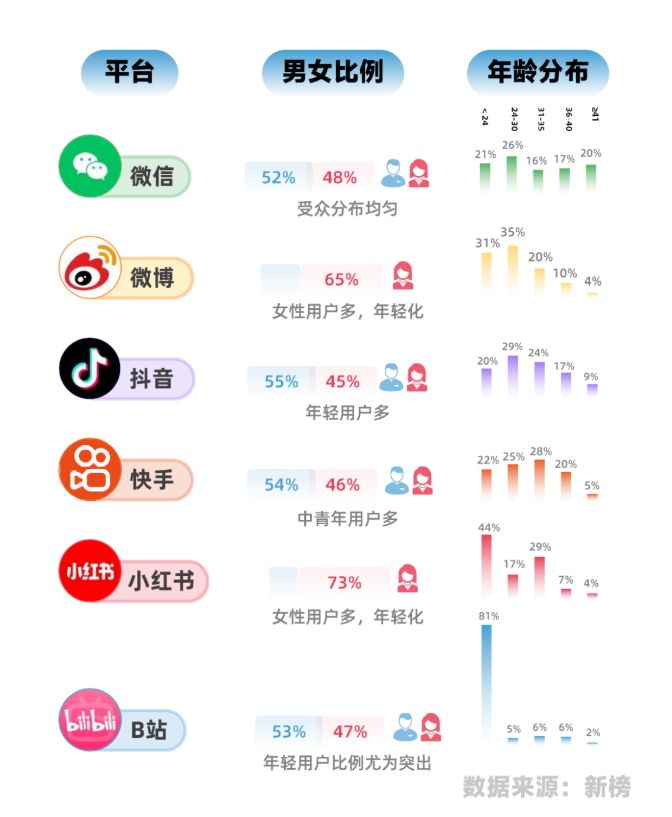 平台 男女比例 年龄分布
<24 24-30 31-35 36-40 ≥41
微信 52% 48% 21% 26% 16% 17% 20%
受众分布均匀
微博 65% 31% 35% 20% 10% 4%
女性用户多，年轻化
抖音 55% 45% 20% 29% 24% 17% 9%
年轻用户多
快手 54% 46% 22% 25% 28% 20% 5%
中青年用户多
小红书 小红书 73% 44% 17% 29% 7% 4%
女性用户多，年轻化
bilibili B站 53% 47% 81% 5% 6% 6% 2%
年轻用户比例尤为突出
数据来源：新榜